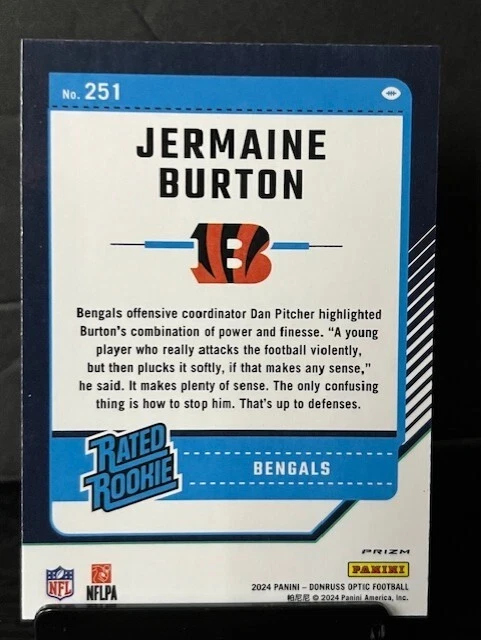 No. 251
JERMAINE
BURTON
B
Bengals offensive coordinator Dan Pitcher highlighted
Burton's combination of power and finesse. "A young
player who really attacks the football violently,
but then plucks it softly, if that makes any sense,"
he said. It makes plenty of sense. The only confusing
thing is how to stop him. That's up to defenses.
RATED
ROOKIE
BENGALS
PRIZM
PANINI
NFL
NFLPA
2024 PANINI – DONRUSS OPTIC FOOTBALL
帕尼尼 © 2024 Panini America, Inc.